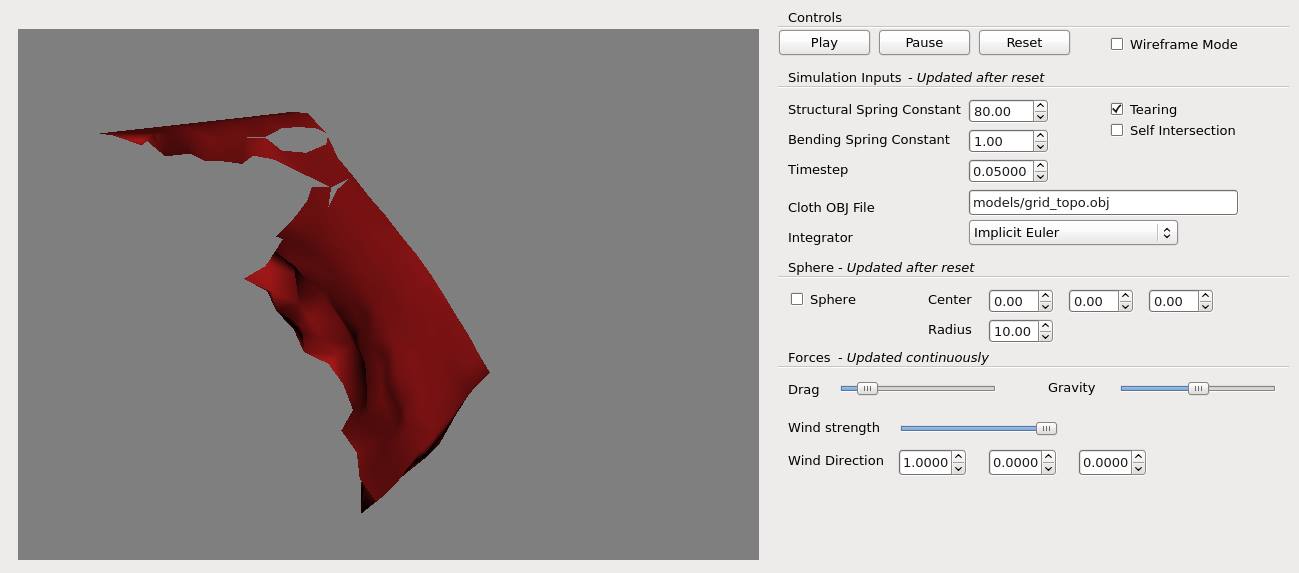 Controls
Play Pause Reset Wireframe Mode
Simulation Inputs - Updated after reset
Structural Spring Constant 80.00 Tearing
Bending Spring Constant 1.00 Self Intersection
Timestep 0.05000
Cloth OBJ File models/grid_topo.obj
Integrator Implicit Euler
Sphere - Updated after reset
Sphere Center 0.00 0.00 0.00
Radius 10.00
Forces - Updated continuously
Drag Gravity
Wind strength
Wind Direction 1.0000 0.0000 0.0000